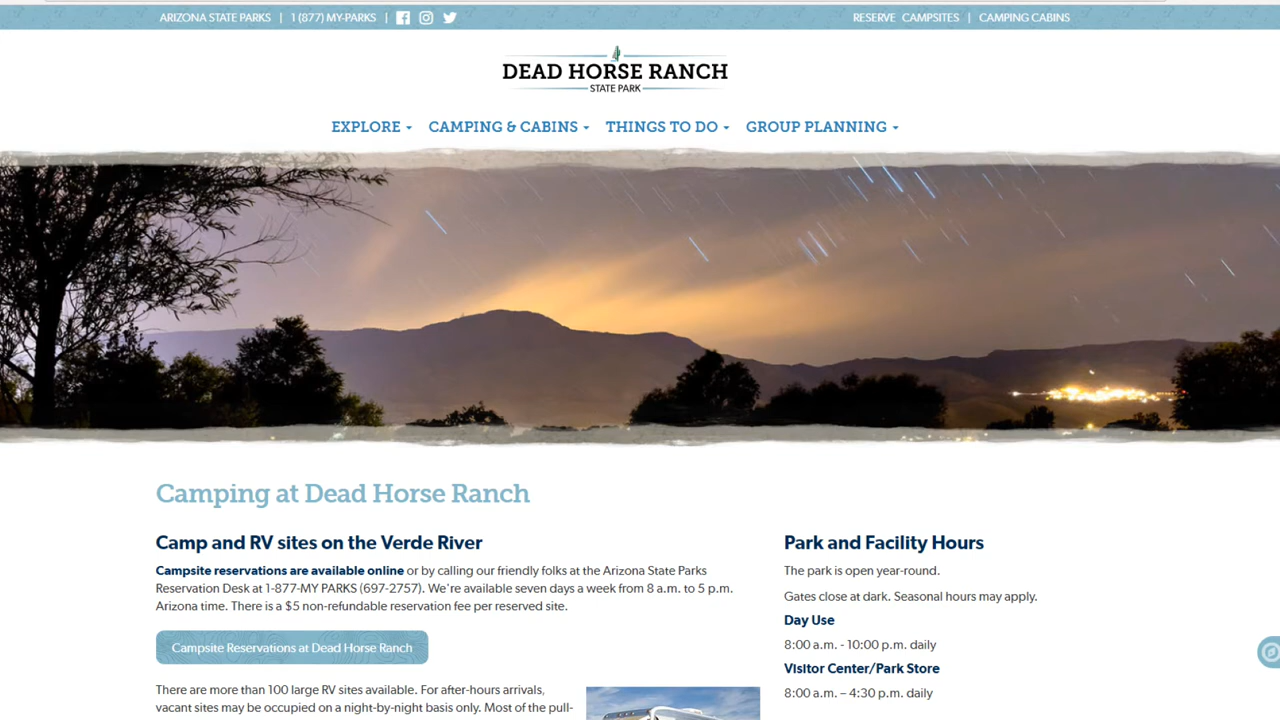 ARIZONA STATE PARKS | 1 (877) MY-PARKS |
RESERVE CAMPSITES | CAMPING CABINS
DEAD HORSE RANCH
STATE PARK
EXPLORE CAMPING & CABINS THINGS TO DO GROUP PLANNING
Camping at Dead Horse Ranch
Camp and RV sites on the Verde River
Campsite reservations are available online or by calling our friendly folks at the Arizona State Parks
Reservation Desk at 1-877-MY PARKS (697-2757). We're available seven days a week from 8 a.m. to 5 p.m.
Arizona time. There is a $5 non-refundable reservation fee per reserved site.
Campsite Reservations at Dead Horse Ranch
There are more than 100 large RV sites available. For after-hours arrivals,
vacant sites may be occupied on a night-by-night basis only. Most of the pull-
Park and Facility Hours
The park is open year-round.
Gates close at dark. Seasonal hours may apply.
Day Use
8:00 a.m. - 10:00 p.m. daily
Visitor Center/Park Store
8:00 a.m. – 4:30 p.m. daily